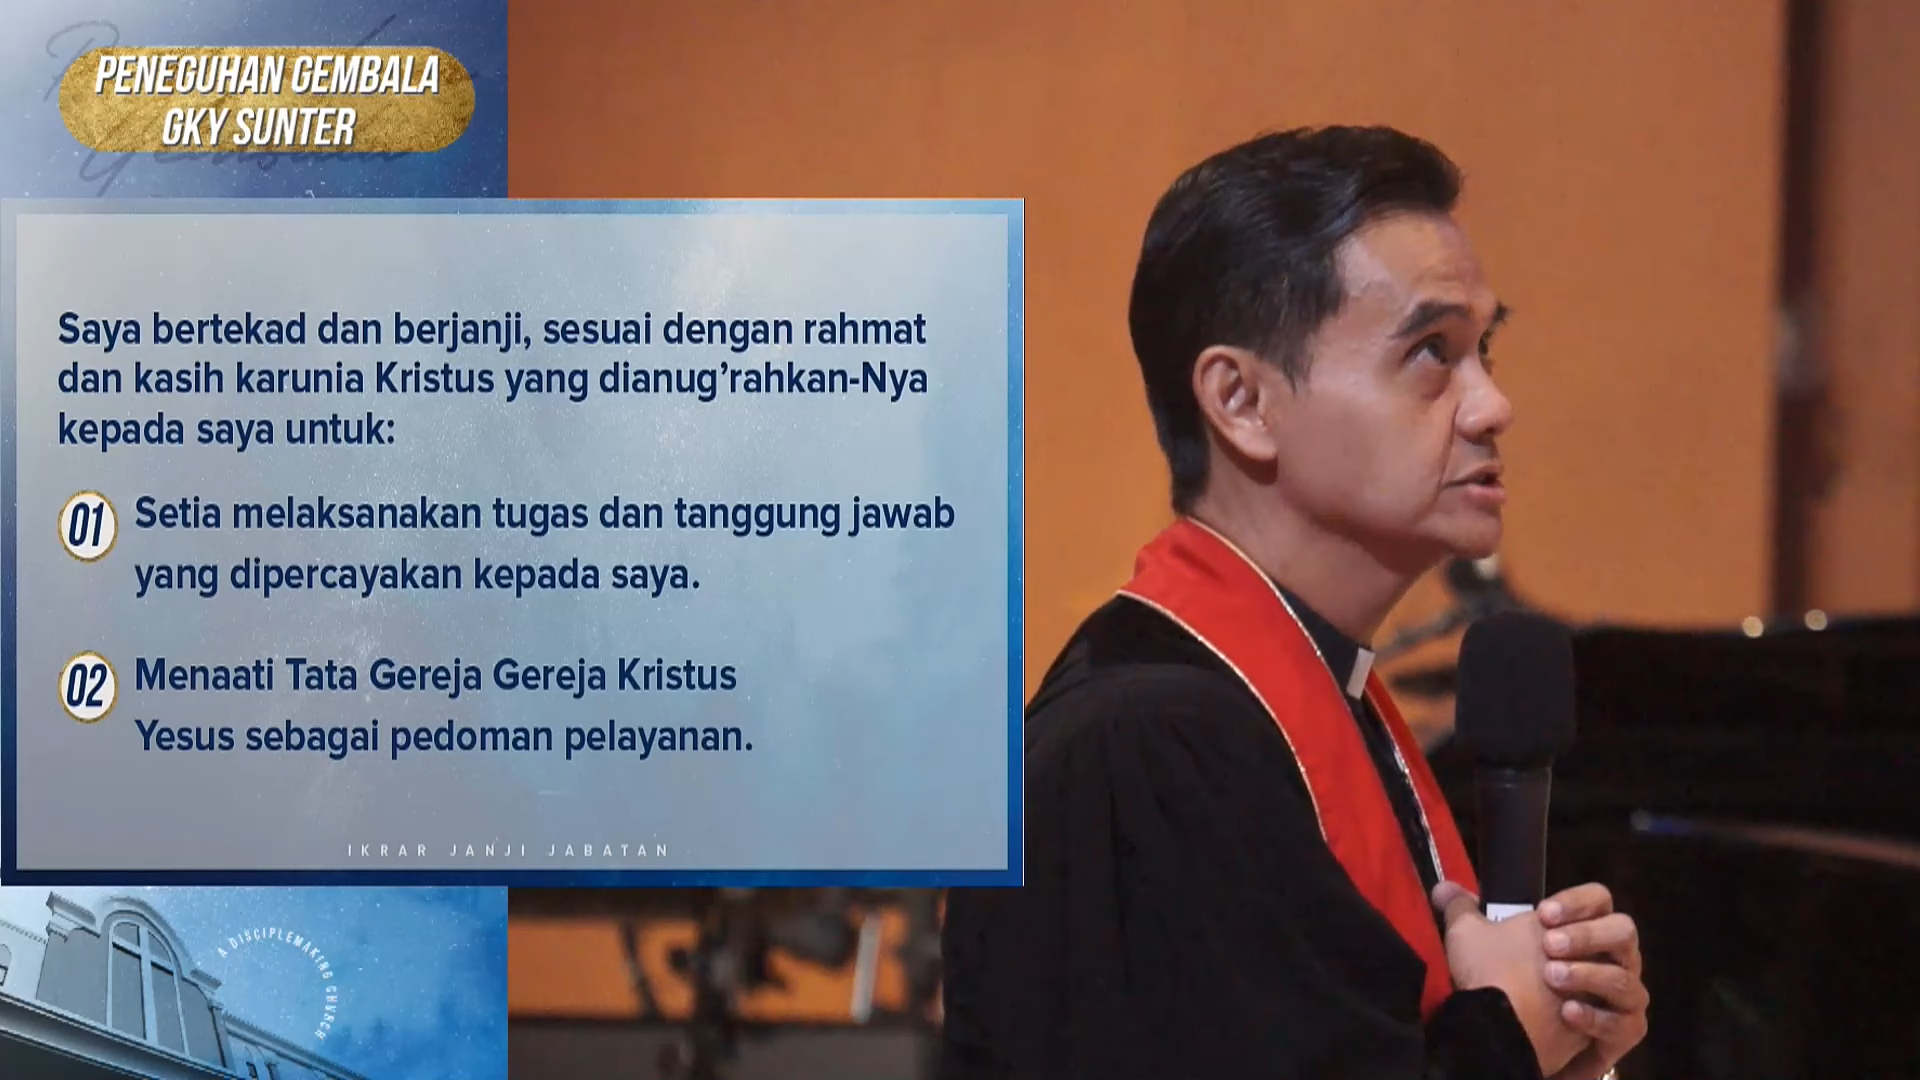 PENEGUHAN GEMBALA
GKY SUNTER
Saya bertekad dan berjanji, sesuai dengan rahmat
dan kasih karunia Kristus yang dianug’rahkan-Nya
kepada saya untuk:
01 Setia melaksanakan tugas dan tanggung jawab
yang dipercayakan kepada saya.
02 Menaati Tata Gereja Gereja Kristus
Yesus sebagai pedoman pelayanan.
IKRAR JANJI JABATAN
A DISCIPLEMAKING CHURCH